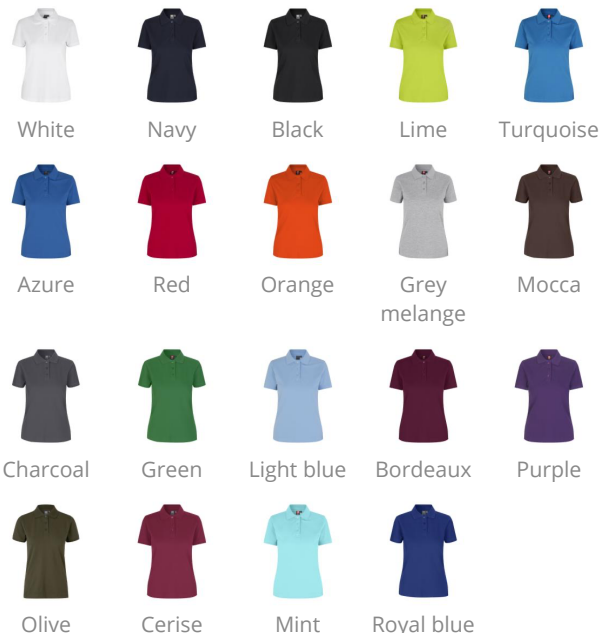 White Navy Black Lime Turquoise
Azure Red Orange Grey Mocca
melange
Charcoal Green Light blue Bordeaux Purple
Olive Cerise Mint Royal blue